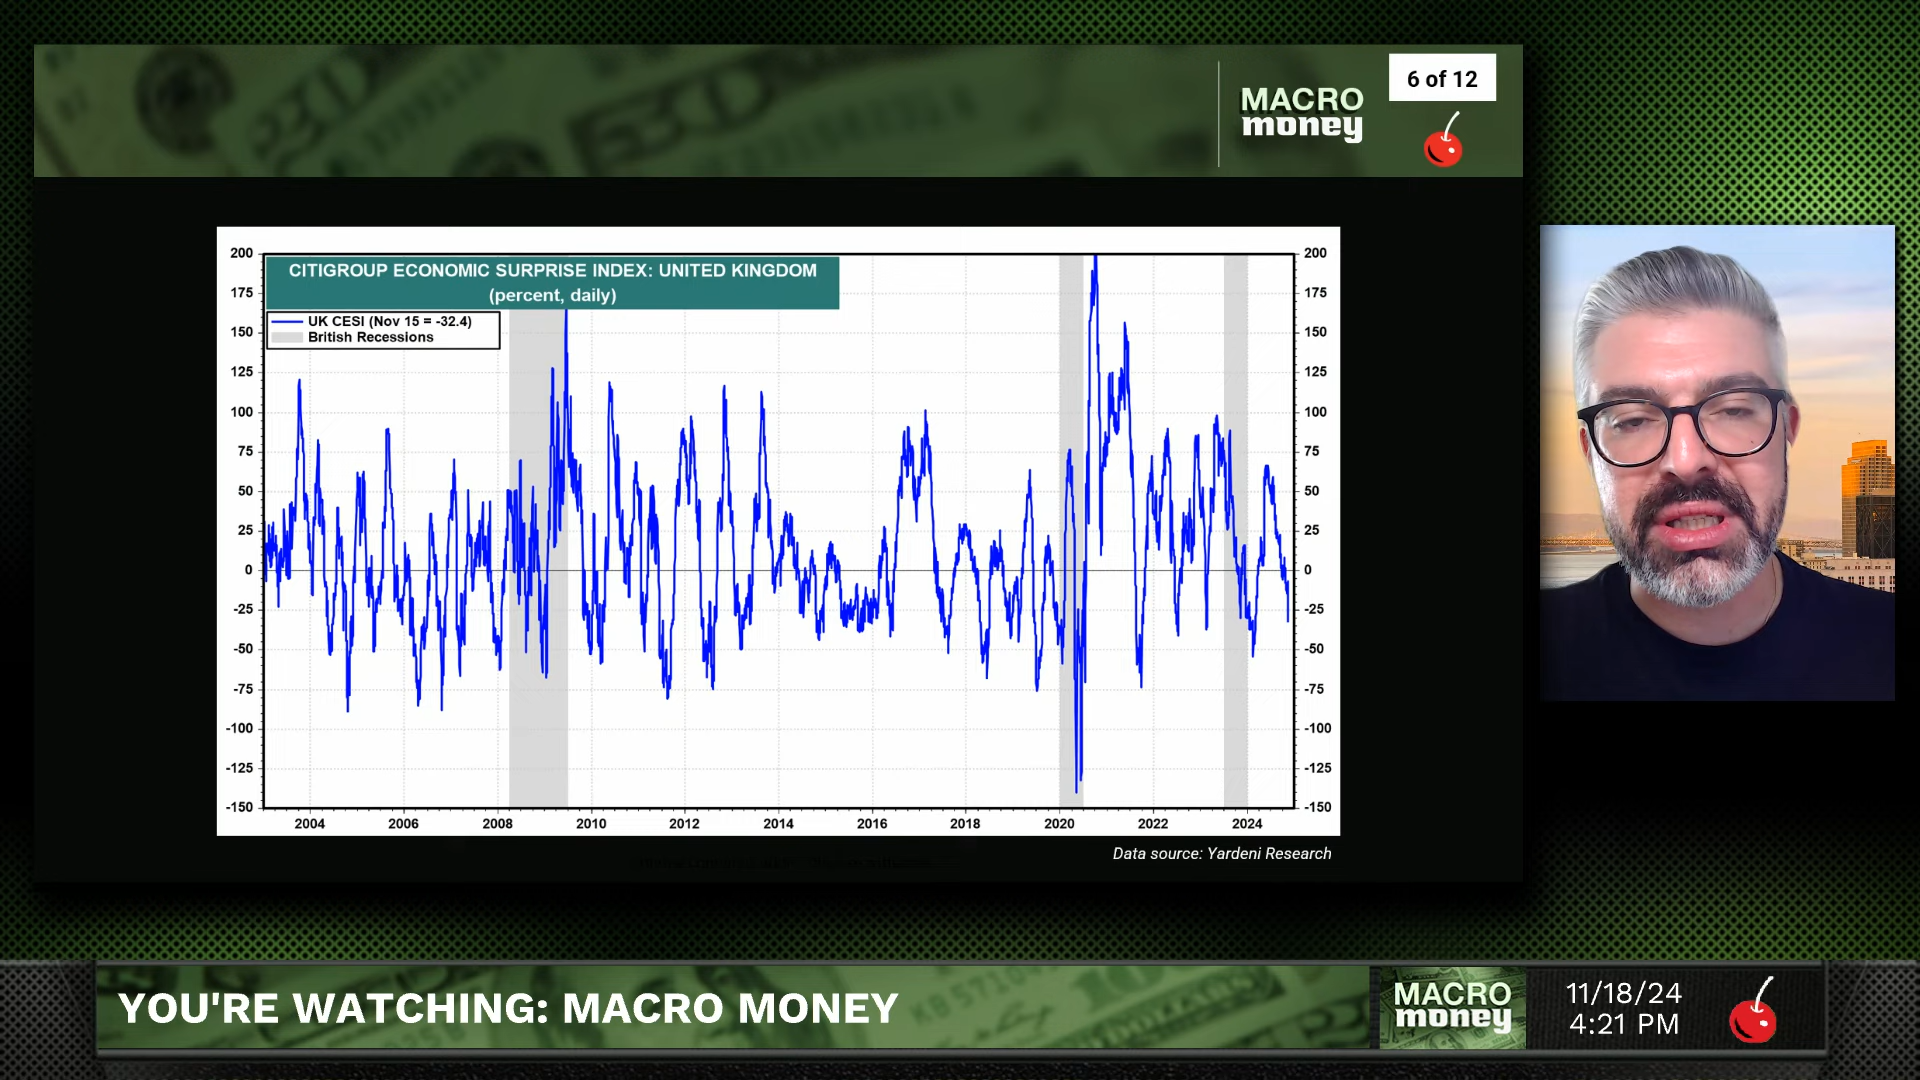 MACRO
money
6 of 12
CITIGROUP ECONOMIC SURPRISE INDEX: UNITED KINGDOM
(percent, daily)
UK CESI (Nov 15 = -32.4)
British Recessions
200
175
150
125
100
75
50
25
0
-25
-50
-75
-100
-125
-150
200
175
150
125
100
75
50
25
0
-25
-50
-75
-100
-125
-150
2004 2006 2008 2010 2012 2014 2016 2018 2020 2022 2024
Data source: Yardeni Research
YOU'RE WATCHING: MACRO MONEY
MACRO
money
11/18/24
4:21 PM